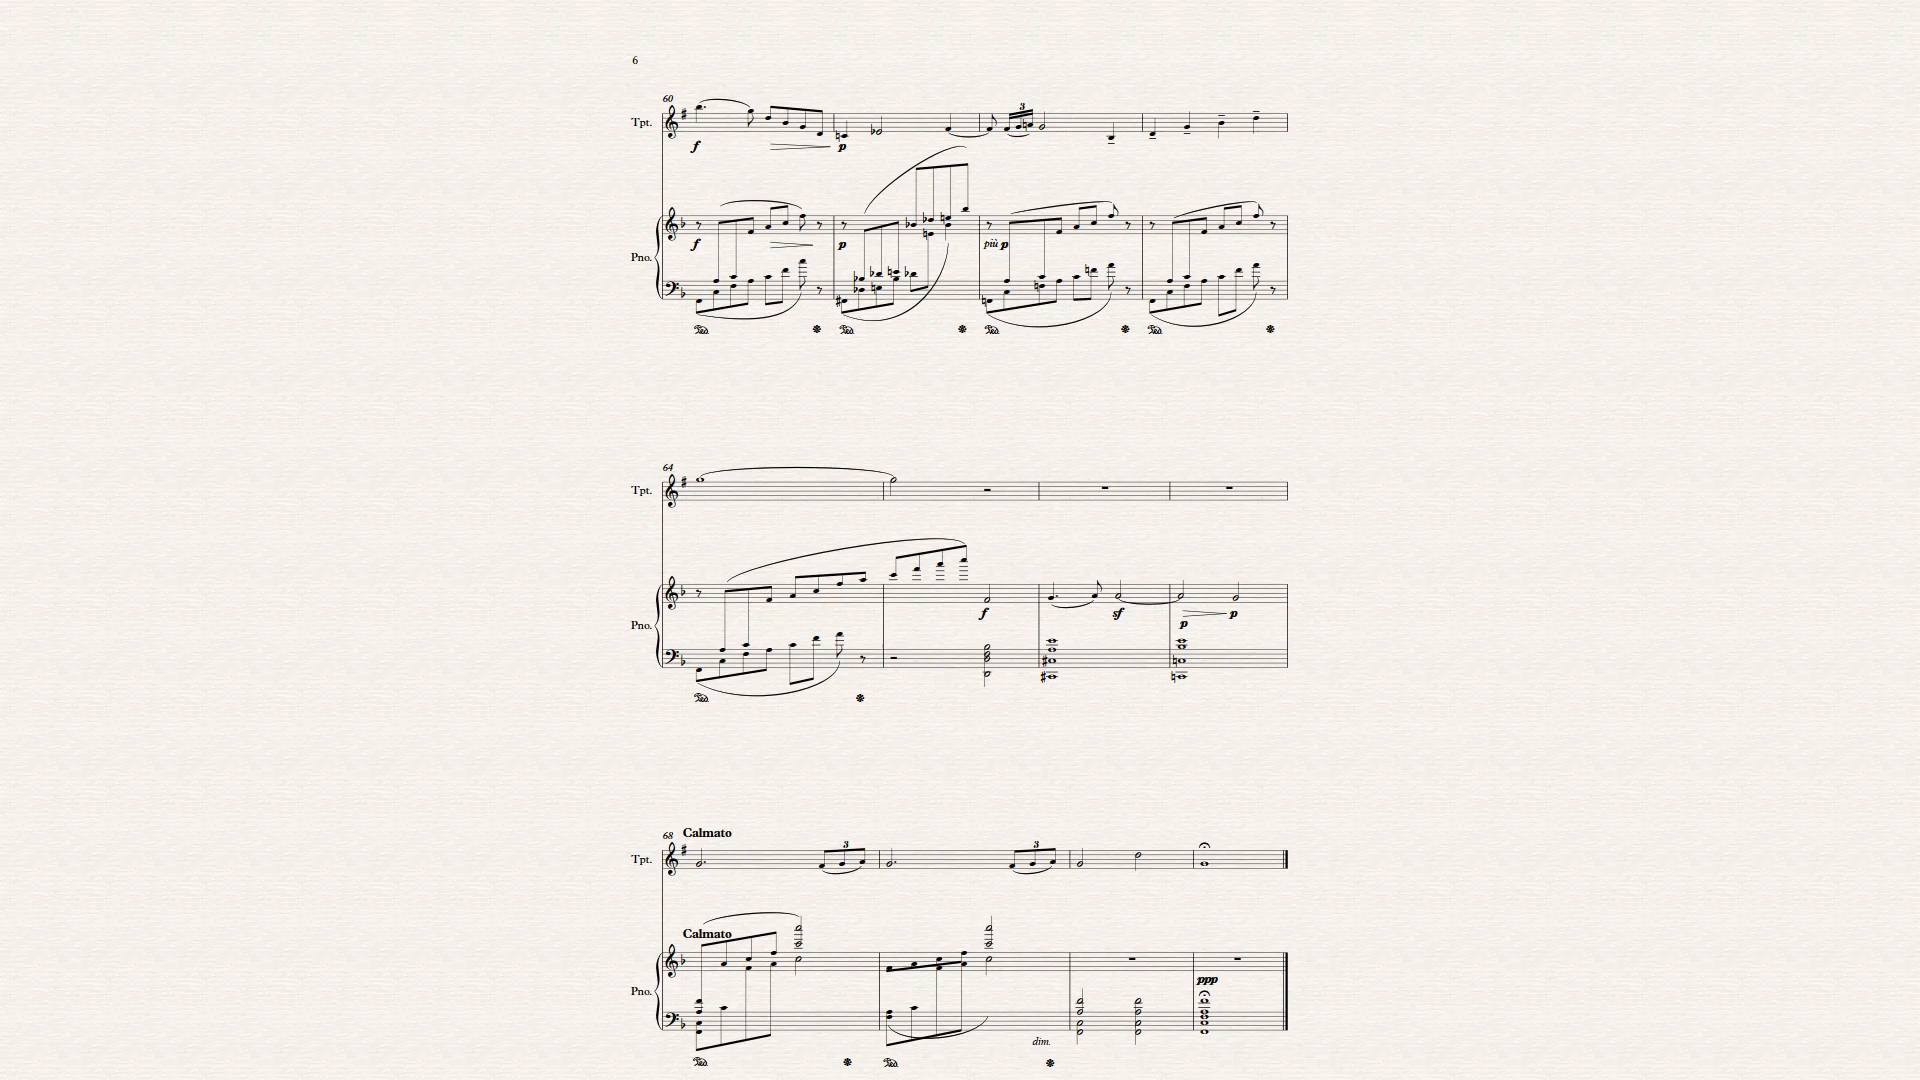 6
60
Tpt.
3
f
p
f
p
più p
Pno.
64
Tpt.
f
sf
p
p
Pno.
68 Calmato
Tpt.
3
3
Calmato
Pno.
ppp
dim.